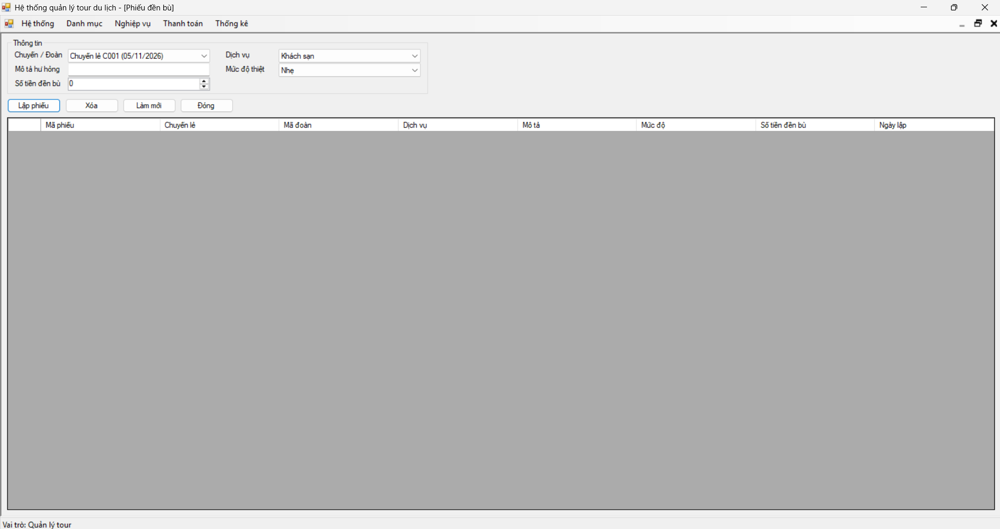 Hệ thống quản lý tour du lịch - [Phiếu đền bù]
Hệ thống Danh mục Nghiệp vụ Thanh toán Thống kê
Thông tin
Chuyến / Đoàn Chuyến lẻ C001 (05/11/2026) Dịch vụ Khách sạn
Mô tả hư hỏng Mức độ thiệt Nhẹ
Số tiền đền bù 0
Lập phiếu Xóa Làm mới Đóng
Mã phiếu Chuyến lẻ Mã đoàn Dịch vụ Mô tả Mức độ Số tiền đền bù Ngày lập
Vai trò: Quản lý tour